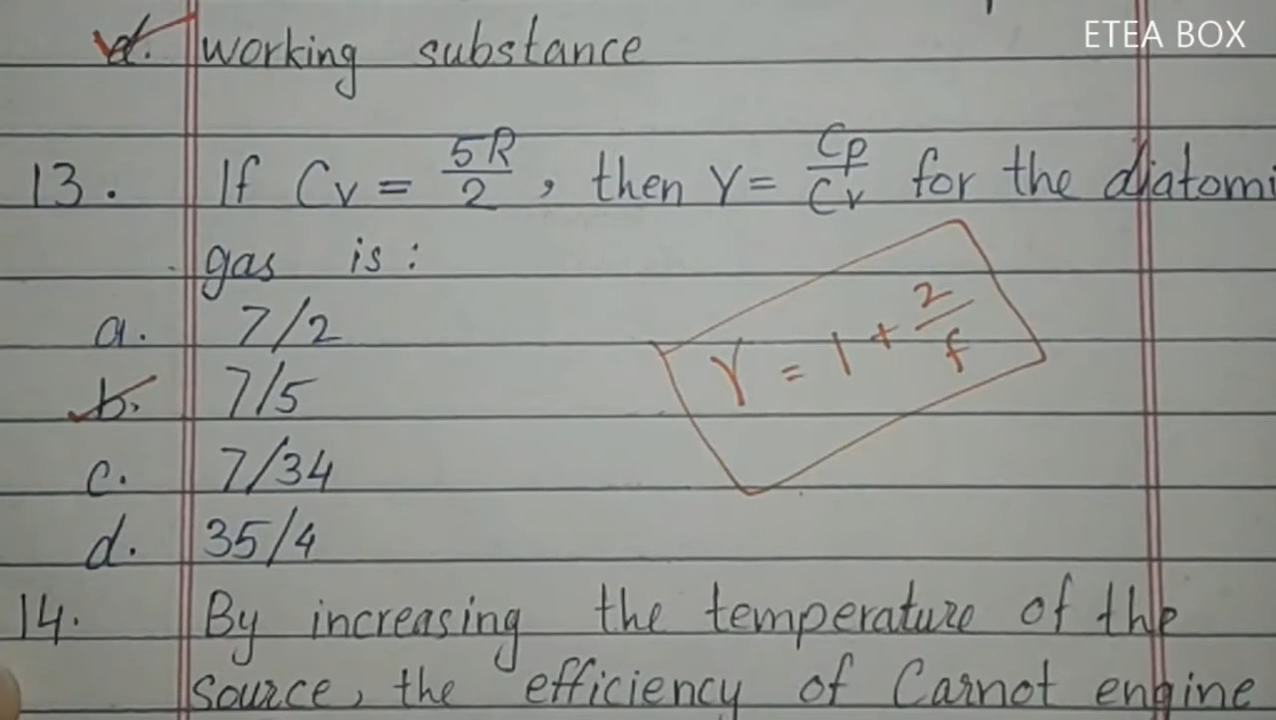 ETEA BOX
d. working substance
13. If Cv = 5R/2, then γ = Cp/Cv for the diatomi
gas is:
a. 7/2
b. 7/5
γ = 1 + 2/f
c. 7/34
d. 35/4
14. By increasing the temperature of the
source, the efficiency of Carnot engine